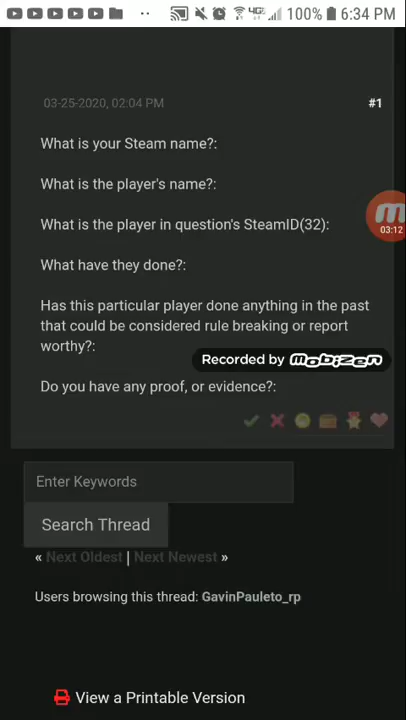 100% 6:34 PM
03-25-2020, 02:04 PM #1
What is your Steam name?:
What is the player's name?:
What is the player in question's SteamID(32):
03:12
What have they done?:
Has this particular player done anything in the past
that could be considered rule breaking or report
worthy?:
Recorded by mobizen
Do you have any proof, or evidence?:
Enter Keywords
Search Thread
« Next Oldest | Next Newest »
Users browsing this thread: GavinPauleto_rp
View a Printable Version